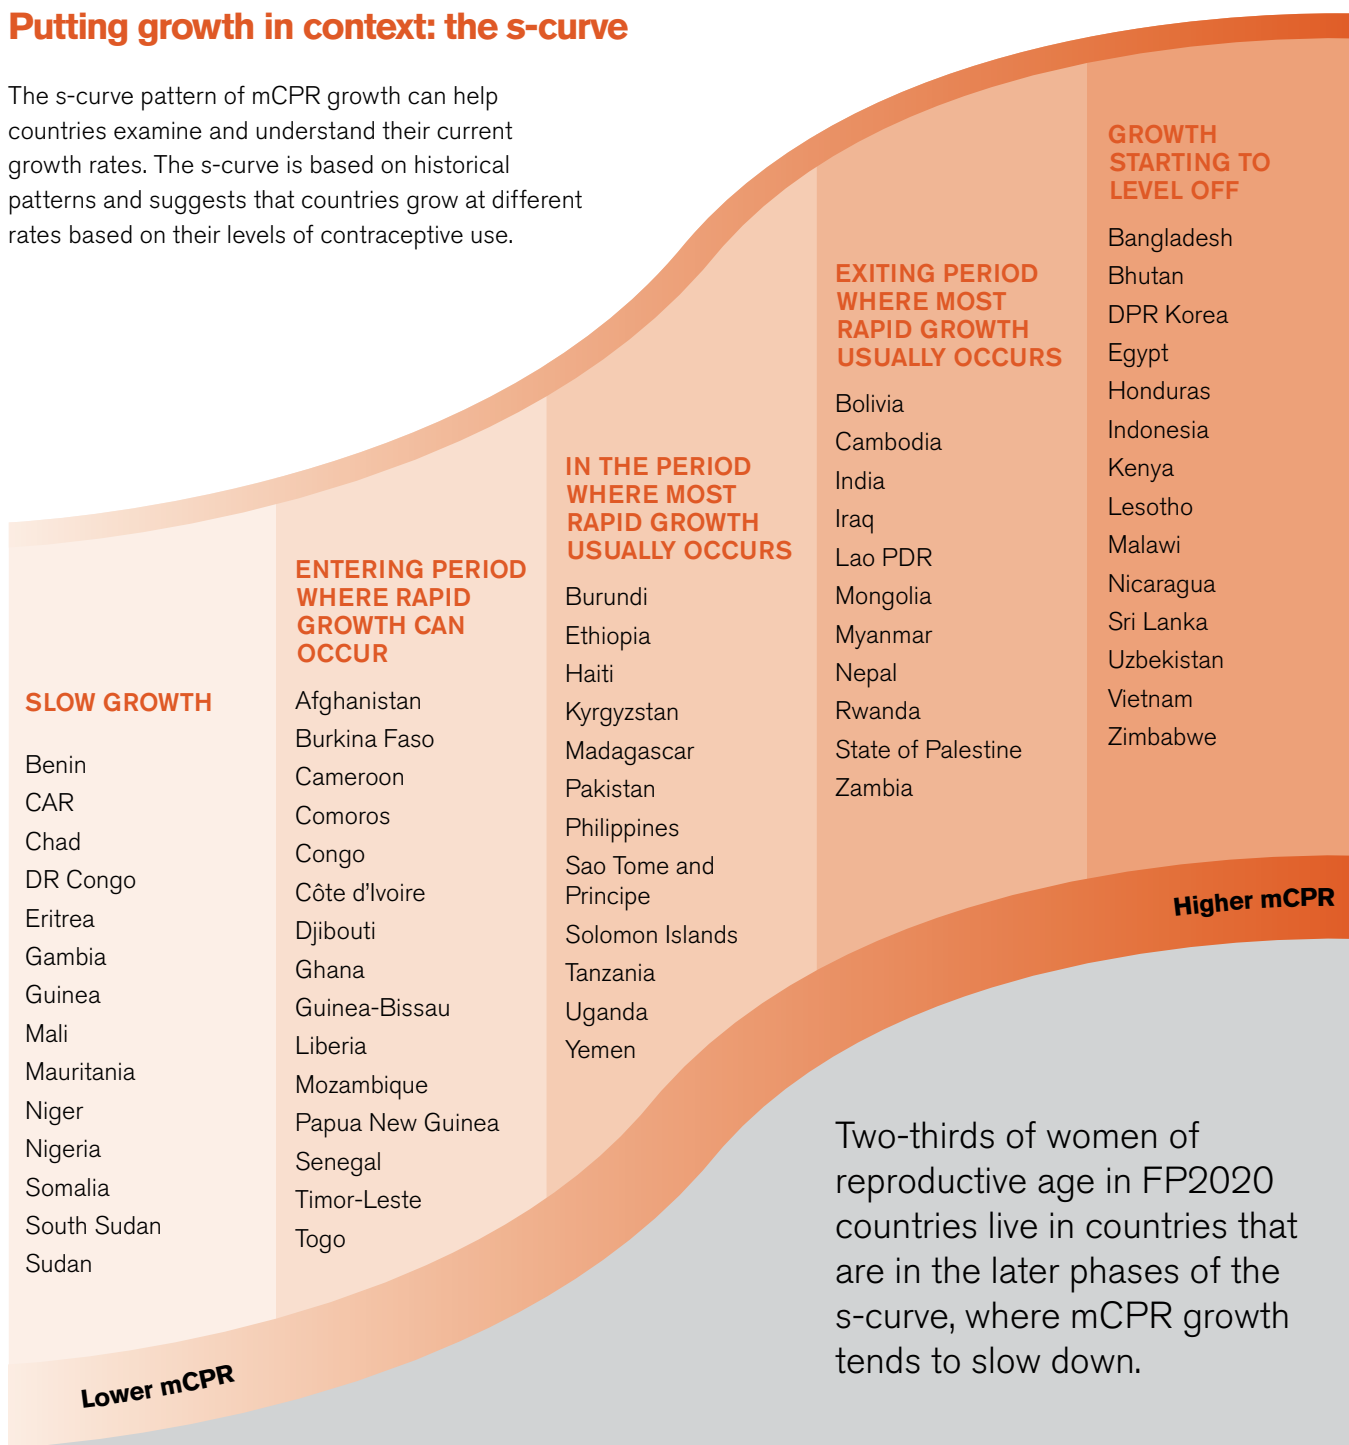 Putting growth in context: the s-curve
The s-curve pattern of mCPR growth can help
countries examine and understand their current
growth rates. The s-curve is based on historical
patterns and suggests that countries grow at different
rates based on their levels of contraceptive use.
SLOW GROWTH
Benin
CAR
Chad
DR Congo
Eritrea
Gambia
Guinea
Mali
Mauritania
Niger
Nigeria
Somalia
South Sudan
Sudan
ENTERING PERIOD
WHERE RAPID
GROWTH CAN
OCCUR
Afghanistan
Burkina Faso
Cameroon
Comoros
Congo
Côte d'Ivoire
Djibouti
Ghana
Guinea-Bissau
Liberia
Mozambique
Papua New Guinea
Senegal
Timor-Leste
Togo
IN THE PERIOD
WHERE MOST
RAPID GROWTH
USUALLY OCCURS
Burundi
Ethiopia
Haiti
Kyrgyzstan
Madagascar
Pakistan
Philippines
Sao Tome and
Principe
Solomon Islands
Tanzania
Uganda
Yemen
EXITING PERIOD
WHERE MOST
RAPID GROWTH
USUALLY OCCURS
Bolivia
Cambodia
India
Iraq
Lao PDR
Mongolia
Myanmar
Nepal
Rwanda
State of Palestine
Zambia
GROWTH
STARTING TO
LEVEL OFF
Bangladesh
Bhutan
DPR Korea
Egypt
Honduras
Indonesia
Kenya
Lesotho
Malawi
Nicaragua
Sri Lanka
Uzbekistan
Vietnam
Zimbabwe
Lower mCPR
Higher mCPR
Two-thirds of women of
reproductive age in FP2020
countries live in countries that
are in the later phases of the
s-curve, where mCPR growth
tends to slow down.